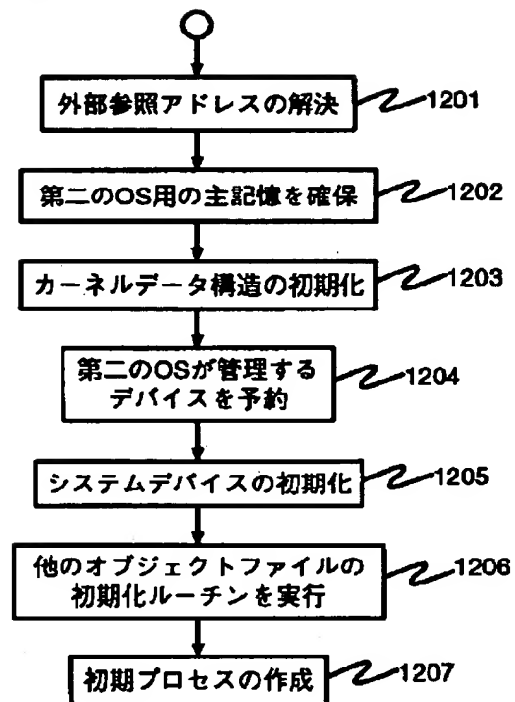 外部参照アドレスの解決
1201
第二のOS用の主記憶を確保
1202
カーネルデータ構造の初期化
1203
第二のOSが管理する
デバイスを予約
1204
システムデバイスの初期化
1205
他のオブジェクトファイルの
初期化ルーチンを実行
1206
初期プロセスの作成
1207